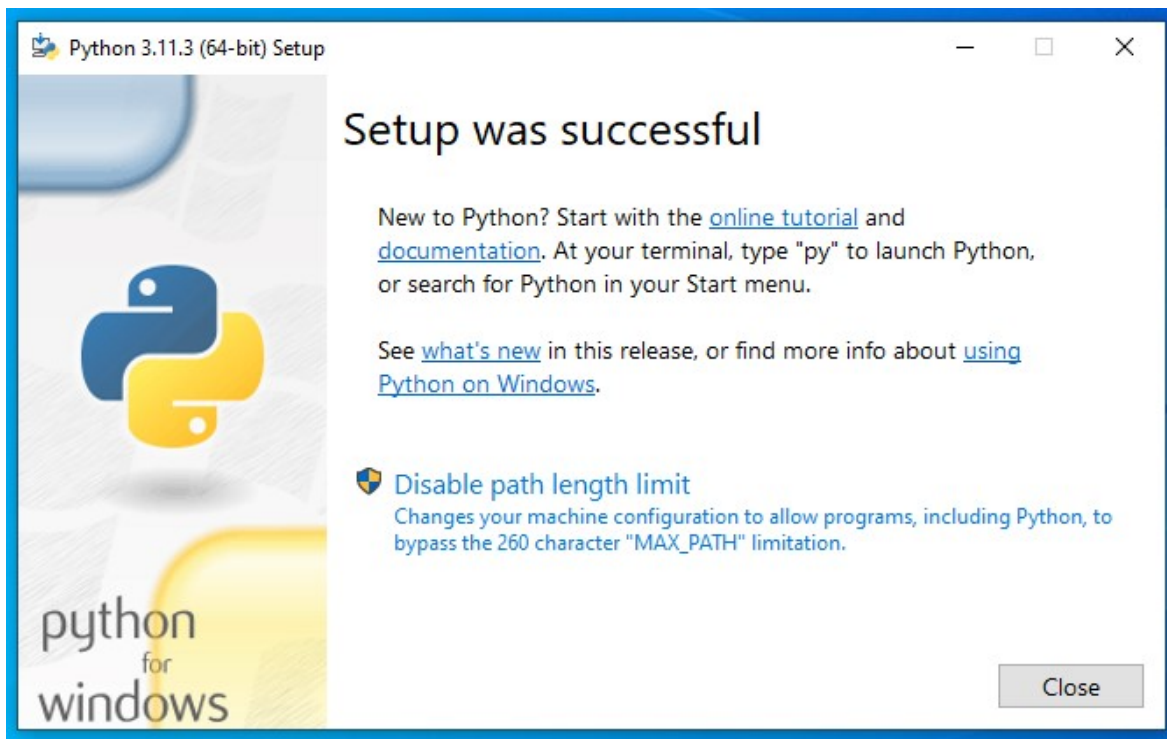 Python 3.11.3 (64-bit) Setup
Setup was successful
New to Python? Start with the online tutorial and
documentation. At your terminal, type "py" to launch Python,
or search for Python in your Start menu.
See what's new in this release, or find more info about using
Python on Windows.
Disable path length limit
Changes your machine configuration to allow programs, including Python, to
bypass the 260 character "MAX_PATH" limitation.
python
for
windows
Close